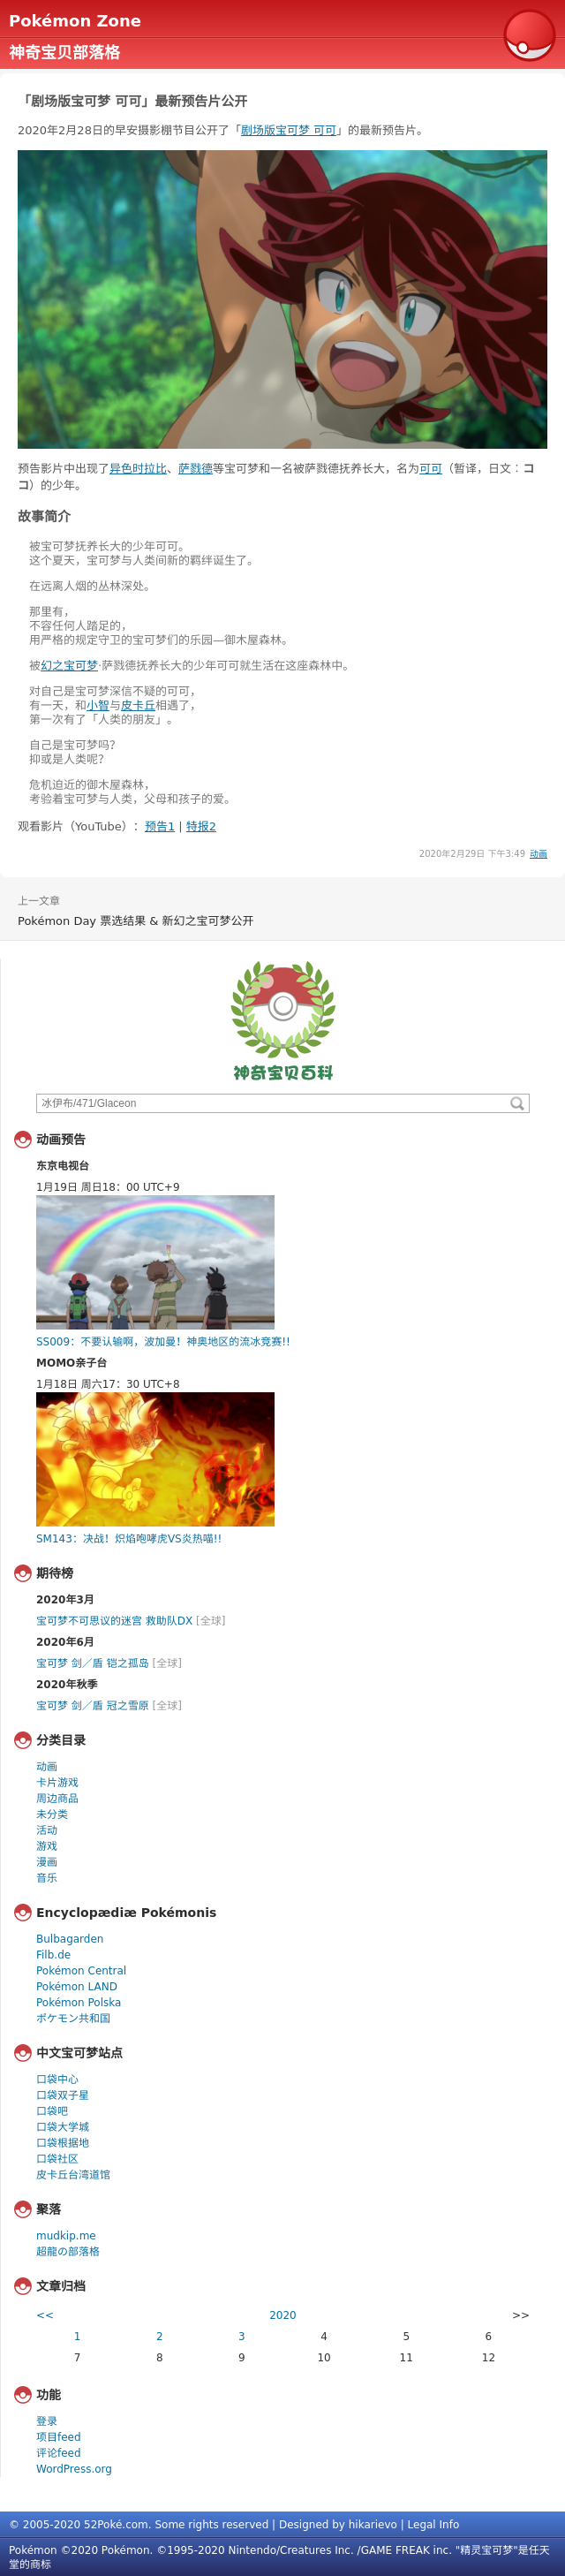 Pokémon Zone
神奇宝贝部落格
「剧场版宝可梦 可可」最新预告片公开
2020年2月28日的早安摄影棚节目公开了「剧场版宝可梦 可可」的最新预告片。
预告影片中出现了异色时拉比、萨戮德等宝可梦和一名被萨戮德抚养长大，名为可可（暂译，日文：コ
コ）的少年。
故事简介
被宝可梦抚养长大的少年可可。
这个夏天，宝可梦与人类间新的羁绊诞生了。
在远离人烟的丛林深处。
那里有，
不容任何人踏足的，
用严格的规定守卫的宝可梦们的乐园—御木屋森林。
被幻之宝可梦·萨戮德抚养长大的少年可可就生活在这座森林中。
对自己是宝可梦深信不疑的可可，
有一天，和小智与皮卡丘相遇了，
第一次有了「人类的朋友」。
自己是宝可梦吗？
抑或是人类呢？
危机迫近的御木屋森林，
考验着宝可梦与人类，父母和孩子的爱。
观看影片（YouTube）：预告1 | 特报2
2020年2月29日 下午3:49 动画
上一文章
Pokémon Day 票选结果 & 新幻之宝可梦公开
神奇宝贝百科
冰伊布/471/Glaceon
动画预告
东京电视台
1月19日 周日18：00 UTC+9
SS009：不要认输啊，波加曼！神奥地区的流冰竞赛!!
MOMO亲子台
1月18日 周六17：30 UTC+8
SM143：决战！炽焰咆哮虎VS炎热喵!!
期待榜
2020年3月
宝可梦不可思议的迷宫 救助队DX [全球]
2020年6月
宝可梦 剑／盾 铠之孤岛 [全球]
2020年秋季
宝可梦 剑／盾 冠之雪原 [全球]
分类目录
动画
卡片游戏
周边商品
未分类
活动
游戏
漫画
音乐
Encyclopædiæ Pokémonis
Bulbagarden
Filb.de
Pokémon Central
Pokémon LAND
Pokémon Polska
ポケモン共和国
中文宝可梦站点
口袋中心
口袋双子星
口袋吧
口袋大学城
口袋根据地
口袋社区
皮卡丘台湾道馆
聚落
mudkip.me
超龍の部落格
文章归档
<< 2020 >>
1 2 3 4 5 6
7 8 9 10 11 12
功能
登录
项目feed
评论feed
WordPress.org
© 2005-2020 52Poké.com. Some rights reserved | Designed by hikarievo | Legal Info
Pokémon ©2020 Pokémon. ©1995-2020 Nintendo/Creatures Inc. /GAME FREAK inc. "精灵宝可梦"是任天
堂的商标